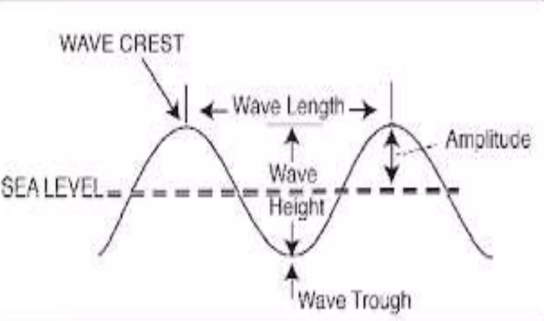 WAVE CREST
Wave Length
Amplitude
Wave
SEA LEVEL
Height
Wave Trough